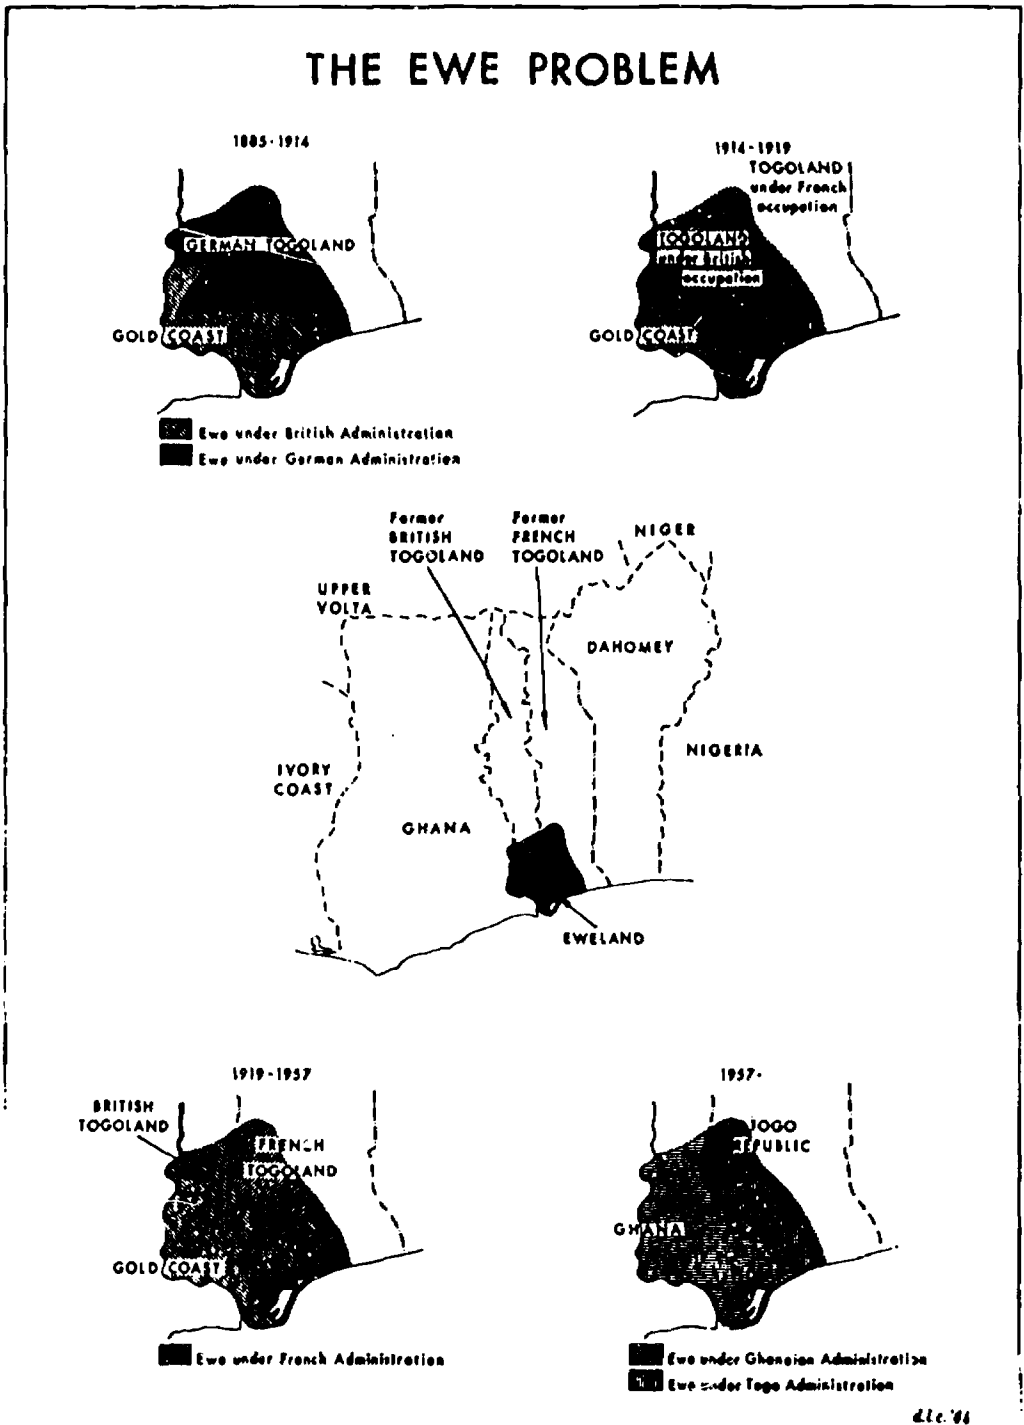 THE EWE PROBLEM
1885-1914
GERMAN TOGOLAND
GOLD COAST
Ewe under British Administration
Ewe under German Administration
1914-1919
TOGOLAND
under French
occupation
TOGOLAND
under British
occupation
GOLD COAST
Former
BRITISH
TOGOLAND
Former
FRENCH
TOGOLAND
NIGER
UPPER
VOLTA
DAHOMEY
NIGERIA
IVORY
COAST
GHANA
EWELAND
1919-1957
BRITISH
TOGOLAND
FRENCH
TOGOLAND
GOLD COAST
Ewe under French Administration
1957-
TOGO
REPUBLIC
GHANA
Ewe under Ghanaian Administration
Ewe under Togo Administration